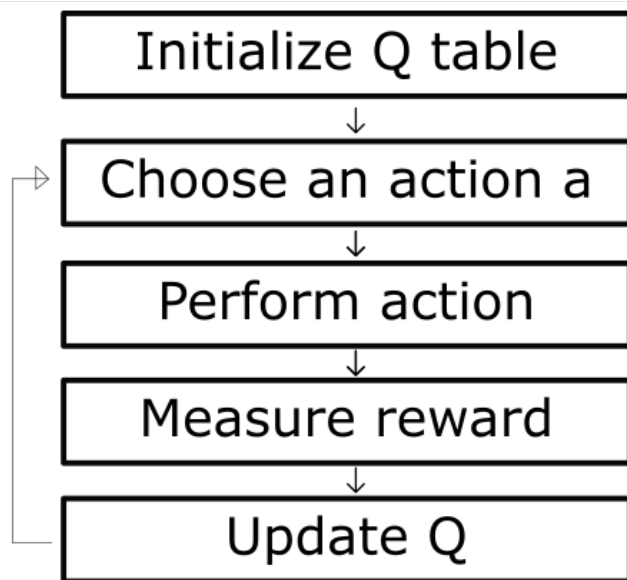 Initialize Q table
Choose an action a
Perform action
Measure reward
Update Q